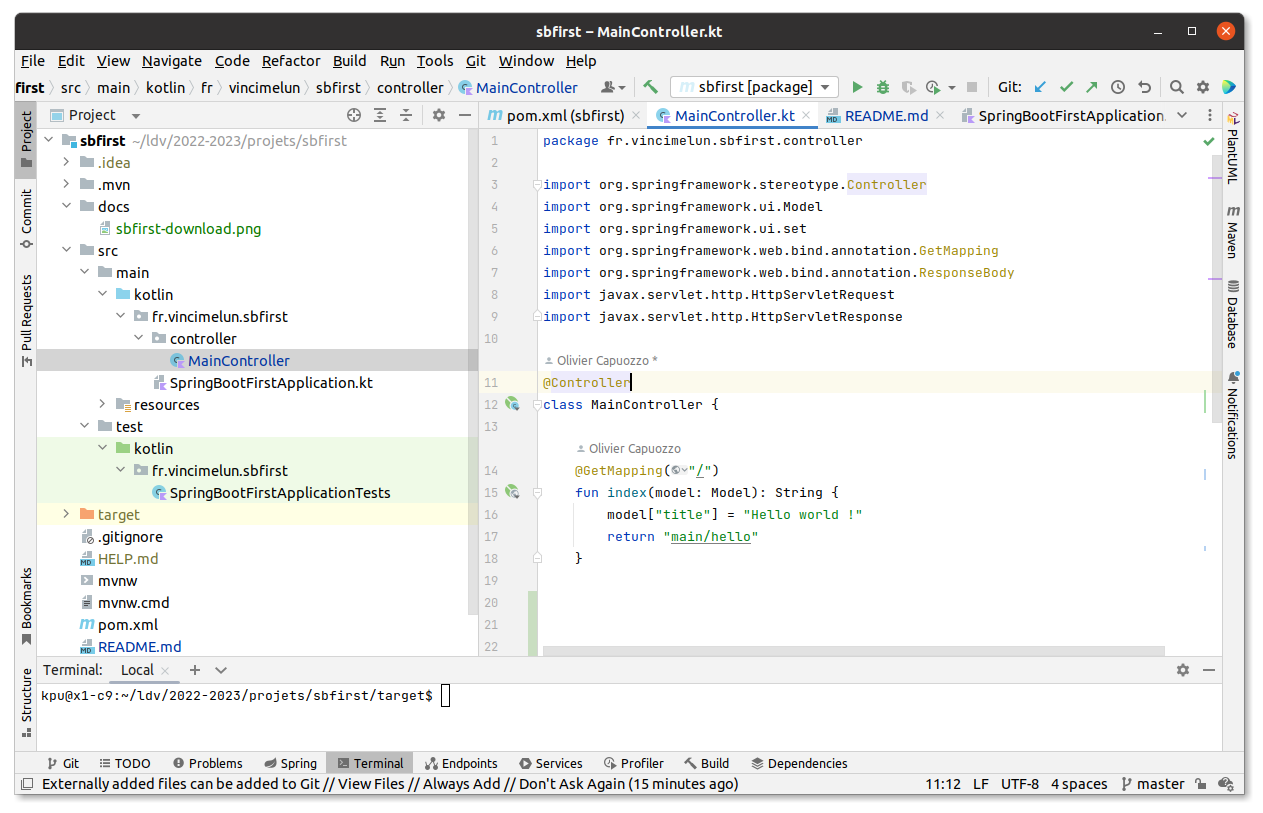 sbfirst – MainController.kt
File Edit View Navigate Code Refactor Build Run Tools Git Window Help
first src main kotlin fr vincimelun sbfirst controller MainController sbfirst [package] Git:
Project
pom.xml (sbfirst) MainController.kt README.md SpringBootFirstApplication.
Project
Commit
Pull Requests
Bookmarks
Structure
sbfirst ~/ldv/2022-2023/projets/sbfirst
.idea
.mvn
docs
sbfirst-download.png
src
main
kotlin
fr.vincimelun.sbfirst
controller
MainController
SpringBootFirstApplication.kt
resources
test
kotlin
fr.vincimelun.sbfirst
SpringBootFirstApplicationTests
target
.gitignore
HELP.md
mvnw
mvnw.cmd
pom.xml
README.md
1 package fr.vincimelun.sbfirst.controller
2
3 import org.springframework.stereotype.Controller
4 import org.springframework.ui.Model
5 import org.springframework.ui.set
6 import org.springframework.web.bind.annotation.GetMapping
7 import org.springframework.web.bind.annotation.ResponseBody
8 import javax.servlet.http.HttpServletRequest
9 import javax.servlet.http.HttpServletResponse
10
Olivier Capuozzo *
11 @Controller
12 class MainController {
13
Olivier Capuozzo
14 @GetMapping("/")
15 fun index(model: Model): String {
16 model["title"] = "Hello world !"
17 return "main/hello"
18 }
19
20
21
22
PlantUML
Maven
Database
Notifications
Terminal: Local
kpu@x1-c9:~/ldv/2022-2023/projets/sbfirst/target$
Git TODO Problems Spring Terminal Endpoints Services Profiler Build Dependencies
Externally added files can be added to Git // View Files // Always Add // Don't Ask Again (15 minutes ago) 11:12 LF UTF-8 4 spaces master